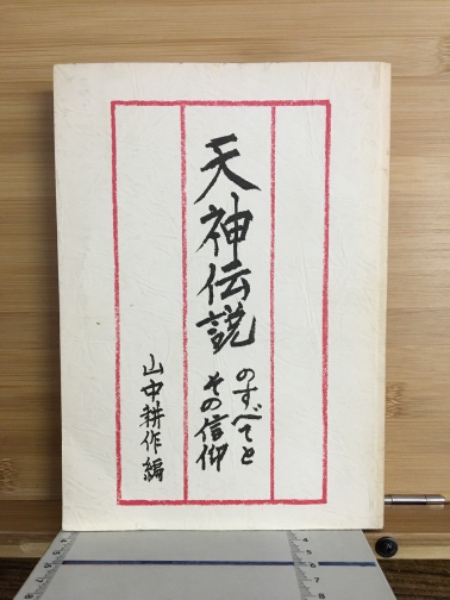 天神伝説
のすべてと
その信仰
山中耕作編